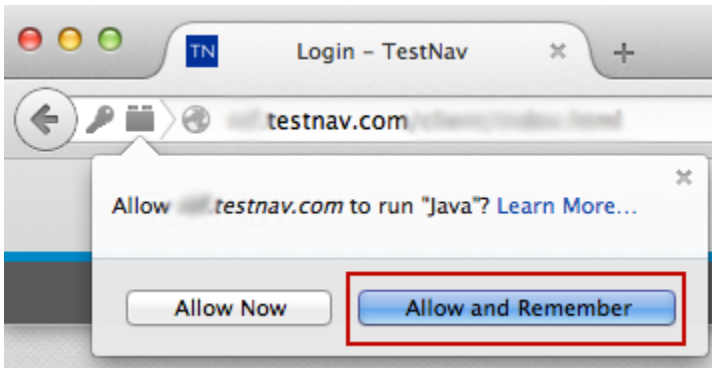 TN Login – TestNav
testnav.com
Allow testnav.com to run "Java"? Learn More...
Allow Now Allow and Remember